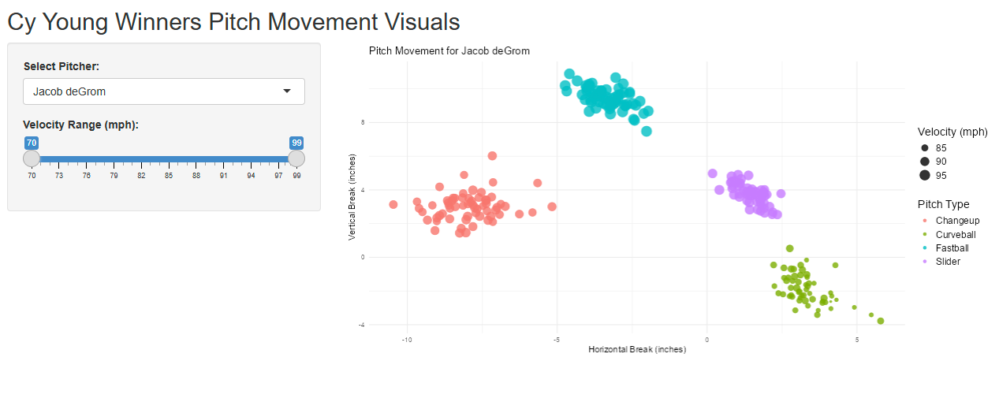 Cy Young Winners Pitch Movement Visuals
Select Pitcher:
Jacob deGrom
Velocity Range (mph):
70 99
70 73 76 79 82 85 88 91 94 97 99
Pitch Movement for Jacob deGrom
Vertical Break (inches)
8
4
0
-4
-10 -5 0 5
Horizontal Break (inches)
Velocity (mph)
85
90
95
Pitch Type
Changeup
Curveball
Fastball
Slider